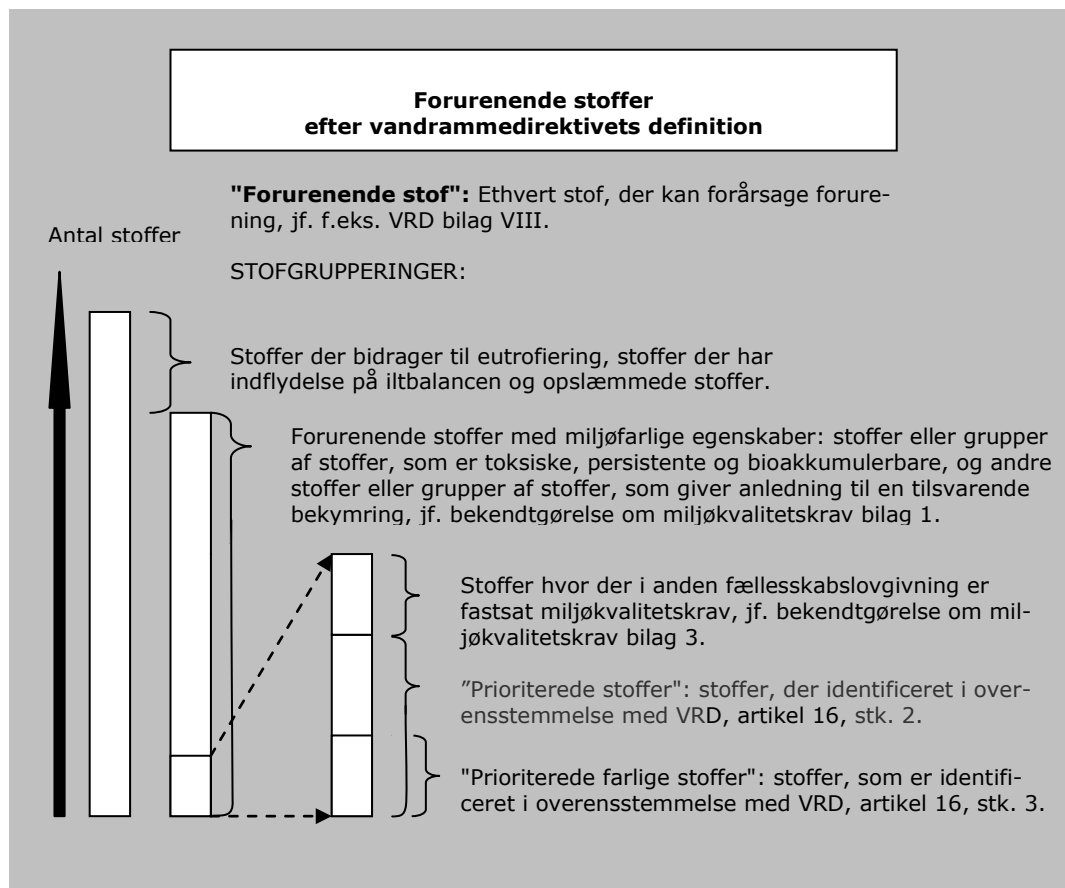 Forurenende stoffer
efter vandrammedirektivets definition
"Forurenende stof": Ethvert stof, der kan forårsage forure-
ning, jf. f.eks. VRD bilag VIII.
Antal stoffer
STOFGRUPPERINGER:
Stoffer der bidrager til eutrofiering, stoffer der har
indflydelse på iltbalancen og opslæmmede stoffer.
Forurenende stoffer med miljøfarlige egenskaber: stoffer eller grupper
af stoffer, som er toksiske, persistente og bioakkumulerbare, og andre
stoffer eller grupper af stoffer, som giver anledning til en tilsvarende
bekymring, jf. bekendtgørelse om miljøkvalitetskrav bilag 1.
Stoffer hvor der i anden fællesskabslovgivning er
fastsat miljøkvalitetskrav, jf. bekendtgørelse om mil-
jøkvalitetskrav bilag 3.
”Prioriterede stoffer": stoffer, der identificeret i over-
ensstemmelse med VRD, artikel 16, stk. 2.
"Prioriterede farlige stoffer": stoffer, som er identifi-
ceret i overensstemmelse med VRD, artikel 16, stk. 3.